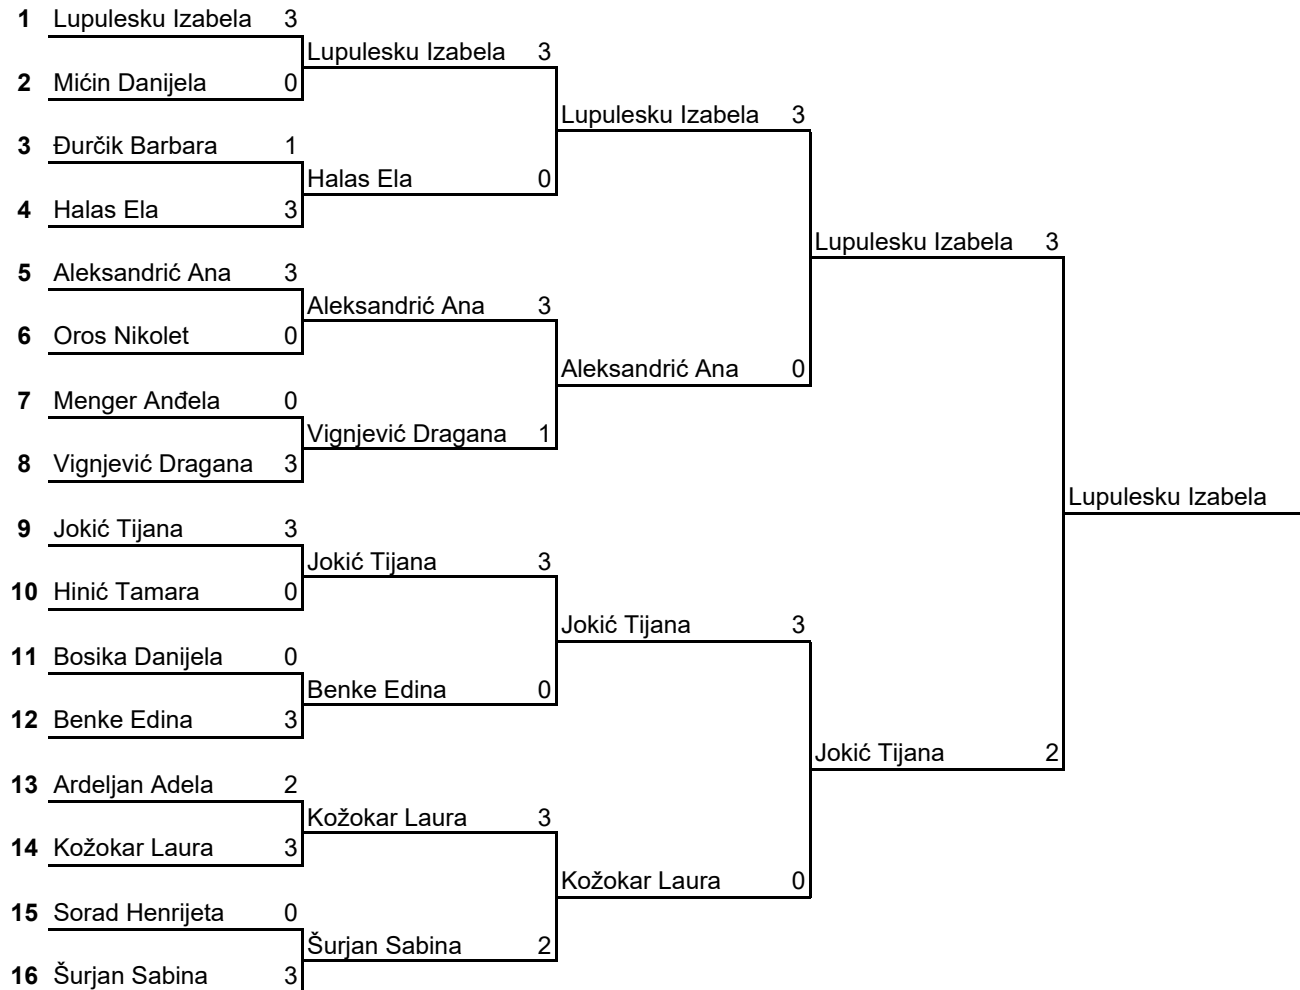 1 Lupulesku Izabela 3
Lupulesku Izabela 3
2 Mićin Danijela 0
Lupulesku Izabela 3
3 Đurčik Barbara 1
Halas Ela 0
4 Halas Ela 3
Lupulesku Izabela 3
5 Aleksandrić Ana 3
Aleksandrić Ana 3
6 Oros Nikolet 0
Aleksandrić Ana 0
7 Menger Anđela 0
Vignjević Dragana 1
8 Vignjević Dragana 3
Lupulesku Izabela
9 Jokić Tijana 3
Jokić Tijana 3
10 Hinić Tamara 0
Jokić Tijana 3
11 Bosika Danijela 0
Benke Edina 0
12 Benke Edina 3
Jokić Tijana 2
13 Ardeljan Adela 2
Kožokar Laura 3
14 Kožokar Laura 3
Kožokar Laura 0
15 Sorad Henrijeta 0
Šurjan Sabina 2
16 Šurjan Sabina 3